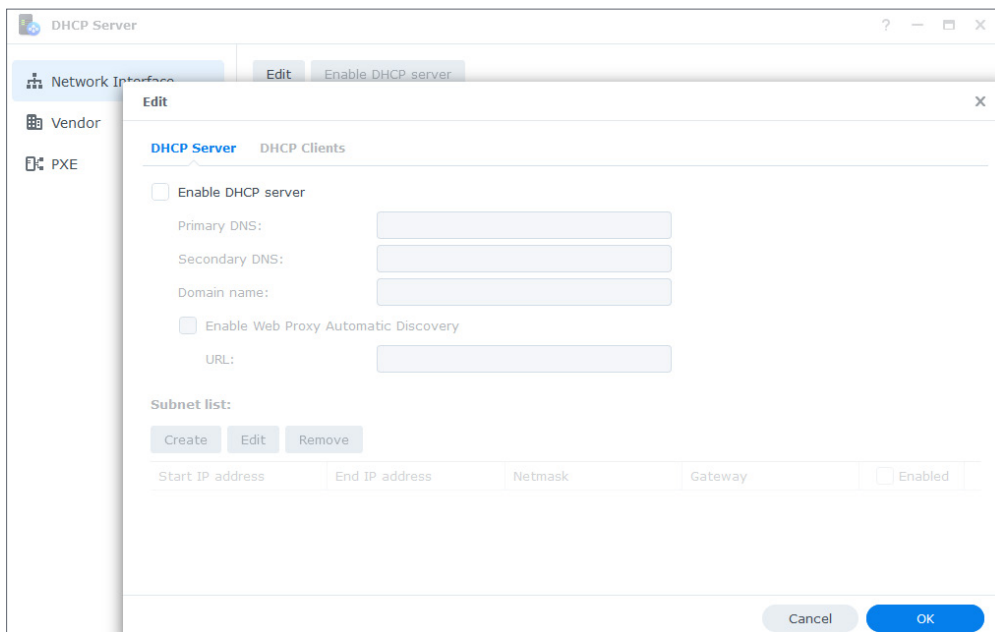 DHCP Server
?
Network Interface
Edit Enable DHCP server
Vendor
PXE
Edit
DHCP Server DHCP Clients
Enable DHCP server
Primary DNS:
Secondary DNS:
Domain name:
Enable Web Proxy Automatic Discovery
URL:
Subnet list:
Create Edit Remove
Start IP address End IP address Netmask Gateway Enabled
Cancel OK